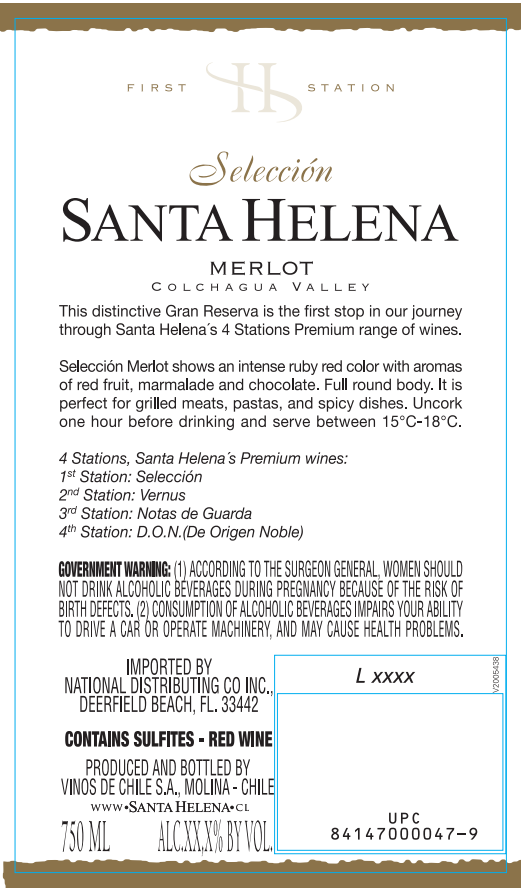 FIRST STATION
Selección
SANTA HELENA
MERLOT
COLCHAGUA VALLEY
This distinctive Gran Reserva is the first stop in our journey
through Santa Helena´s 4 Stations Premium range of wines.
Selección Merlot shows an intense ruby red color with aromas
of red fruit, marmalade and chocolate. Full round body. It is
perfect for grilled meats, pastas, and spicy dishes. Uncork
one hour before drinking and serve between 15°C-18°C.
4 Stations, Santa Helena´s Premium wines:
1st Station: Selección
2nd Station: Vernus
3rd Station: Notas de Guarda
4th Station: D.O.N.(De Origen Noble)
GOVERNMENT WARNING: (1) ACCORDING TO THE SURGEON GENERAL, WOMEN SHOULD
NOT DRINK ALCOHOLIC BEVERAGES DURING PREGNANCY BECAUSE OF THE RISK OF
BIRTH DEFECTS. (2) CONSUMPTION OF ALCOHOLIC BEVERAGES IMPAIRS YOUR ABILITY
TO DRIVE A CAR OR OPERATE MACHINERY, AND MAY CAUSE HEALTH PROBLEMS.
IMPORTED BY
NATIONAL DISTRIBUTING CO INC.,
DEERFIELD BEACH, FL. 33442
CONTAINS SULFITES - RED WINE
PRODUCED AND BOTTLED BY
VINOS DE CHILE S.A., MOLINA - CHILE
WWW•SANTA HELENA•CL
750 ML ALC.XX,X% BY VOL.
L xxxx
V2005438
UPC
84147000047-9